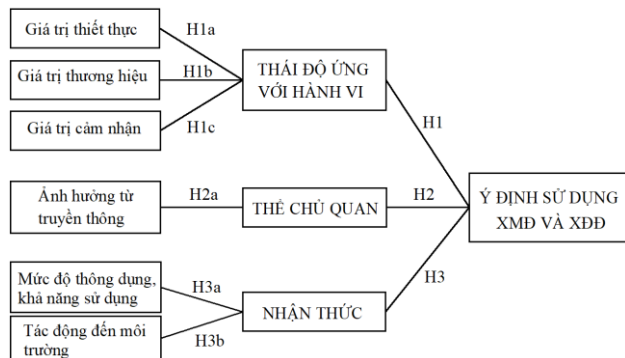 Giá trị thiết thực
H1a
Giá trị thương hiệu
H1b
Giá trị cảm nhận
H1c
THÁI ĐỘ ỨNG
VỚI HÀNH VI
H1
Ảnh hưởng từ
truyền thông
H2a
THỂ CHỦ QUAN
H2
Ý ĐỊNH SỬ DỤNG
XMĐ VÀ XĐĐ
Mức độ thông dụng,
khả năng sử dụng
H3a
Tác động đến môi
trường
H3b
NHẬN THỨC
H3